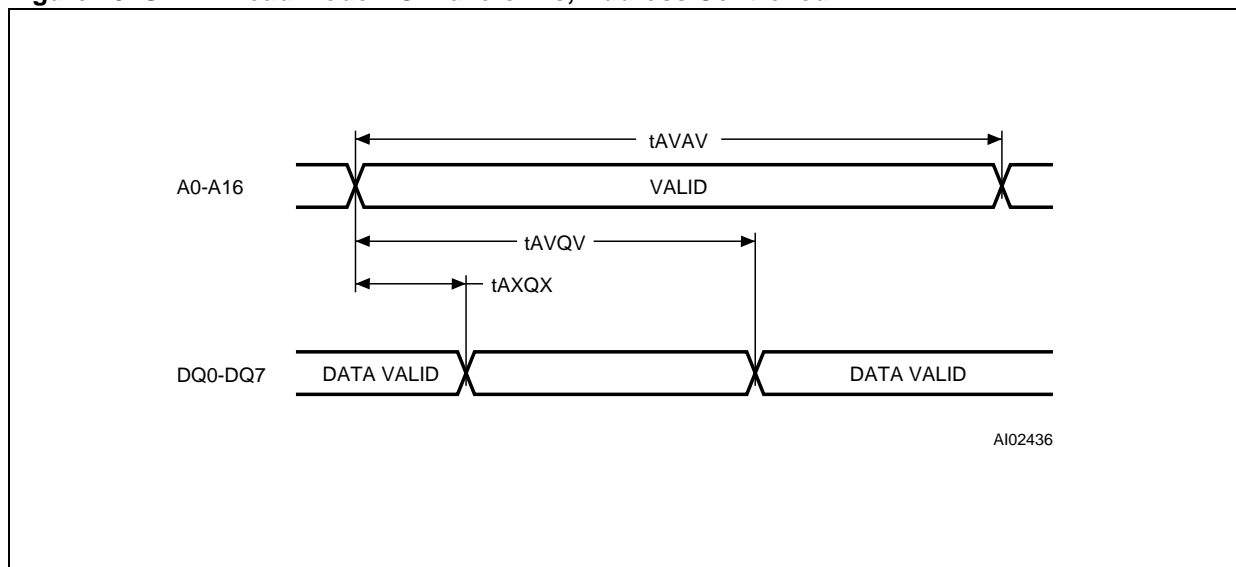 tAVAV
A0-A16 VALID
tAVQV
tAXQX
DQ0-DQ7 DATA VALID DATA VALID
AI02436